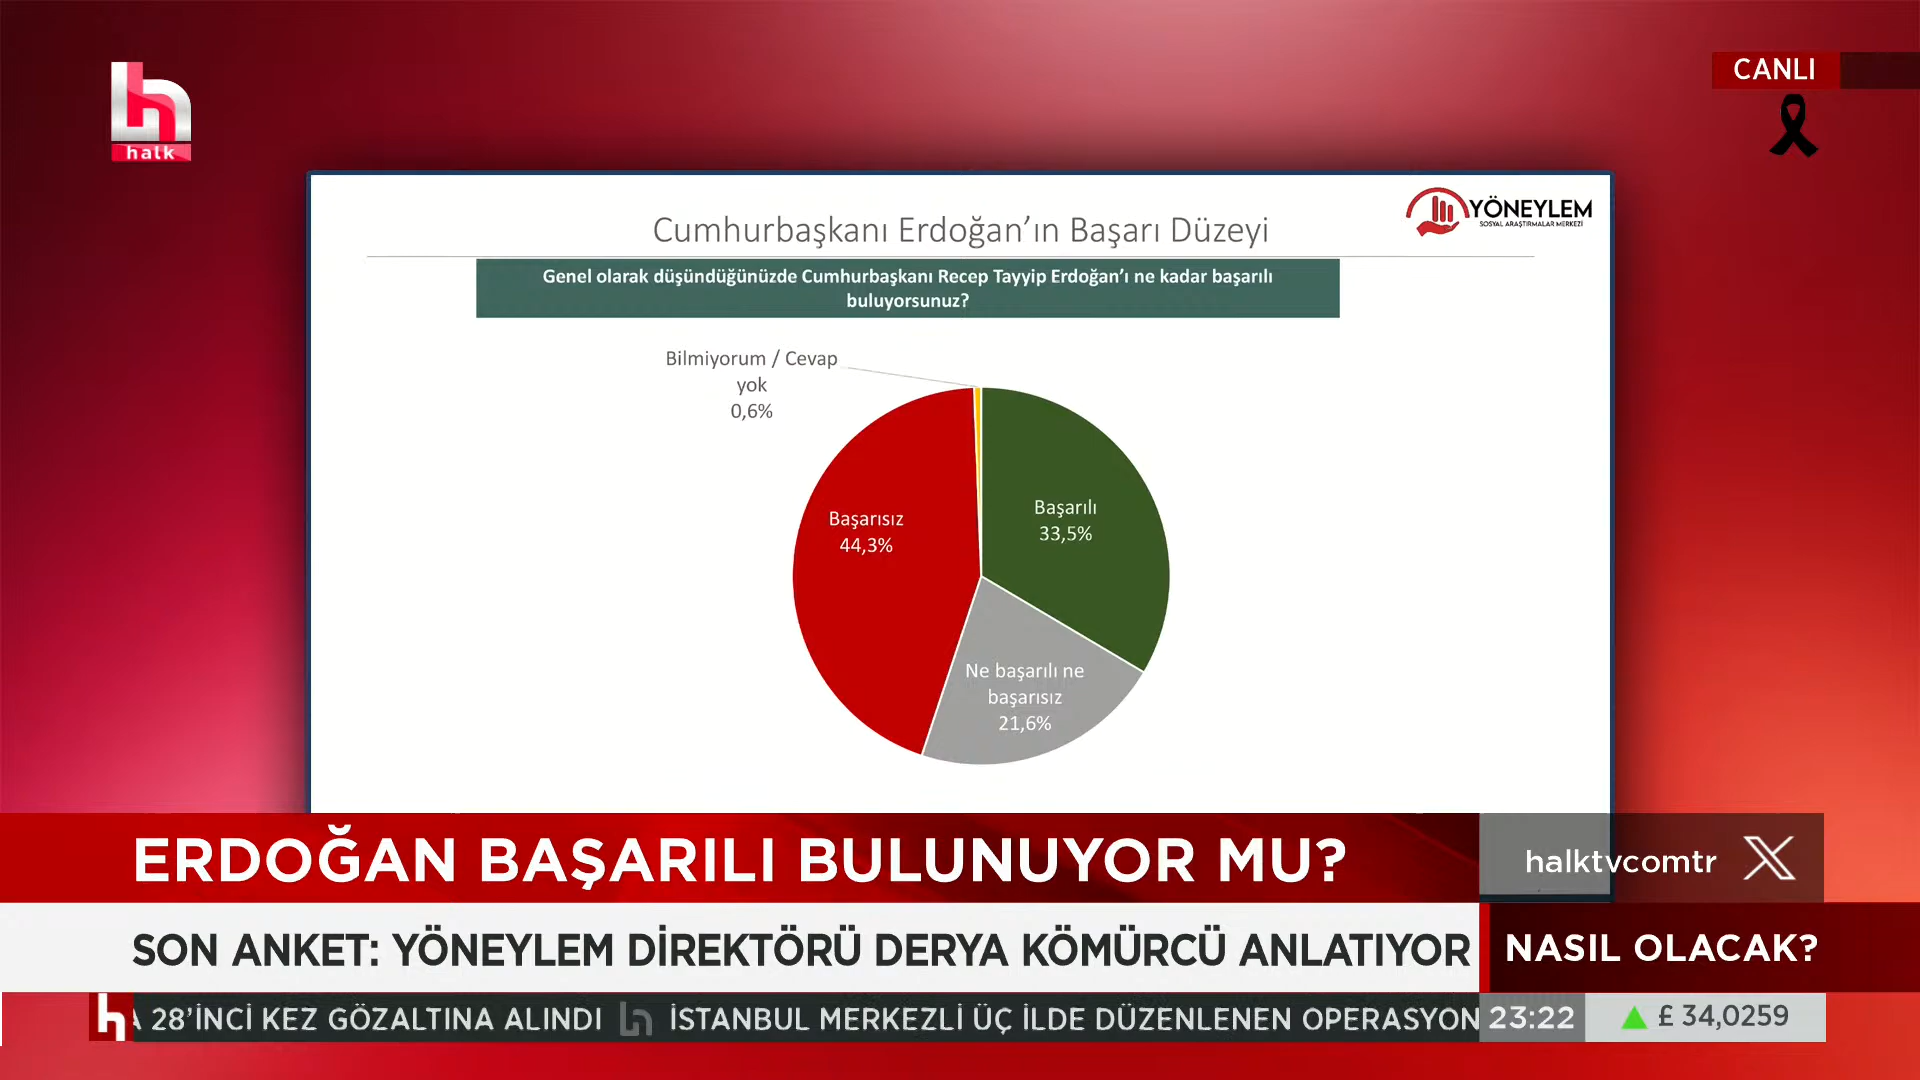 halk
CANLI
YÖNEYLEM
SOSYAL ARAŞTIRMALAR MERKEZİ
Cumhurbaşkanı Erdoğan’ın Başarı Düzeyi
Genel olarak düşündüğünüzde Cumhurbaşkanı Recep Tayyip Erdoğan’ı ne kadar başarılı
buluyorsunuz?
Bilmiyorum / Cevap
yok
0,6%
Başarılı
33,5%
Başarısız
44,3%
Ne başarılı ne
başarısız
21,6%
ERDOĞAN BAŞARILI BULUNUYOR MU?
halktvcomtr
SON ANKET: YÖNEYLEM DİREKTÖRÜ DERYA KÖMÜRCÜ ANLATIYOR
NASIL OLACAK?
A 28’İNCİ KEZ GÖZALTINA ALINDI İSTANBUL MERKEZLİ ÜÇ İLDE DÜZENLENEN OPERASYON
23:22
£ 34,0259